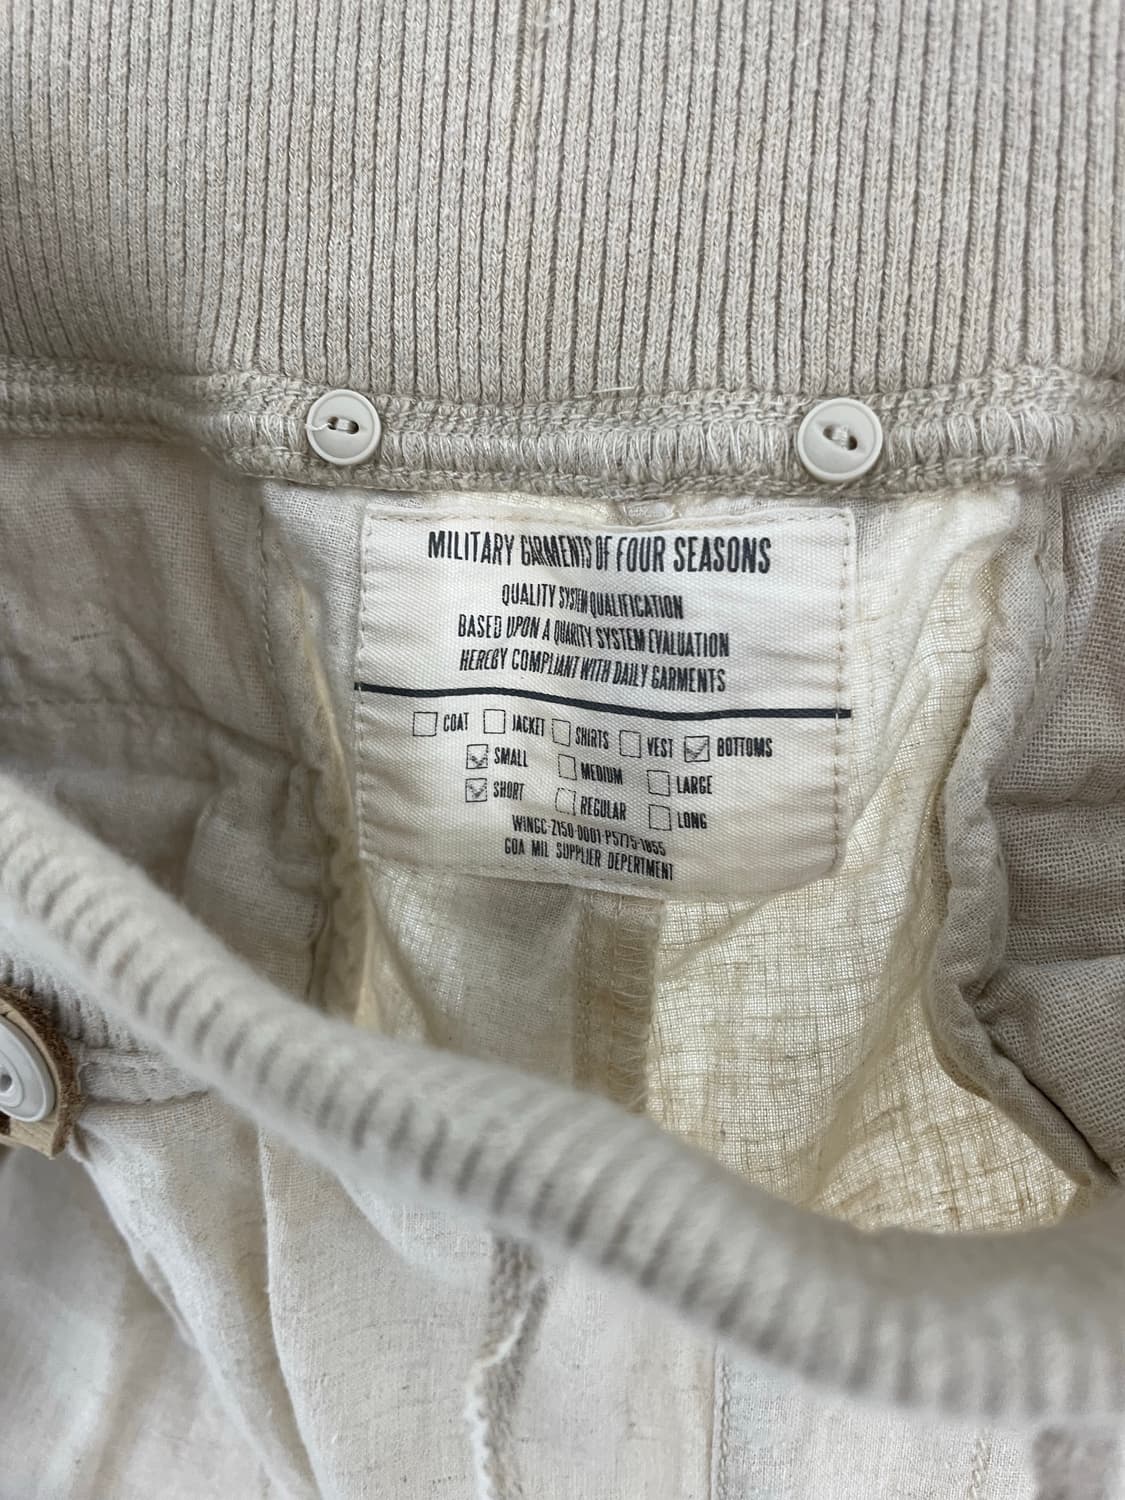 MILITARY GARMENTS OF FOUR SEASONS
QUALITY SYSTEM QUALIFICATION
BASED UPON A QUARITY SYSTEM EVALUATION
HEREBY COMPLIANT WITH DAILY GARMENTS
COAT JACKET SHIRTS VEST BOTTOMS
SMALL MEDIUM LARGE
SHORT REGULAR LONG
WINGC-Z150-0001-P5775-1855
GOA MIL SUPPLIER DEPERTMENT